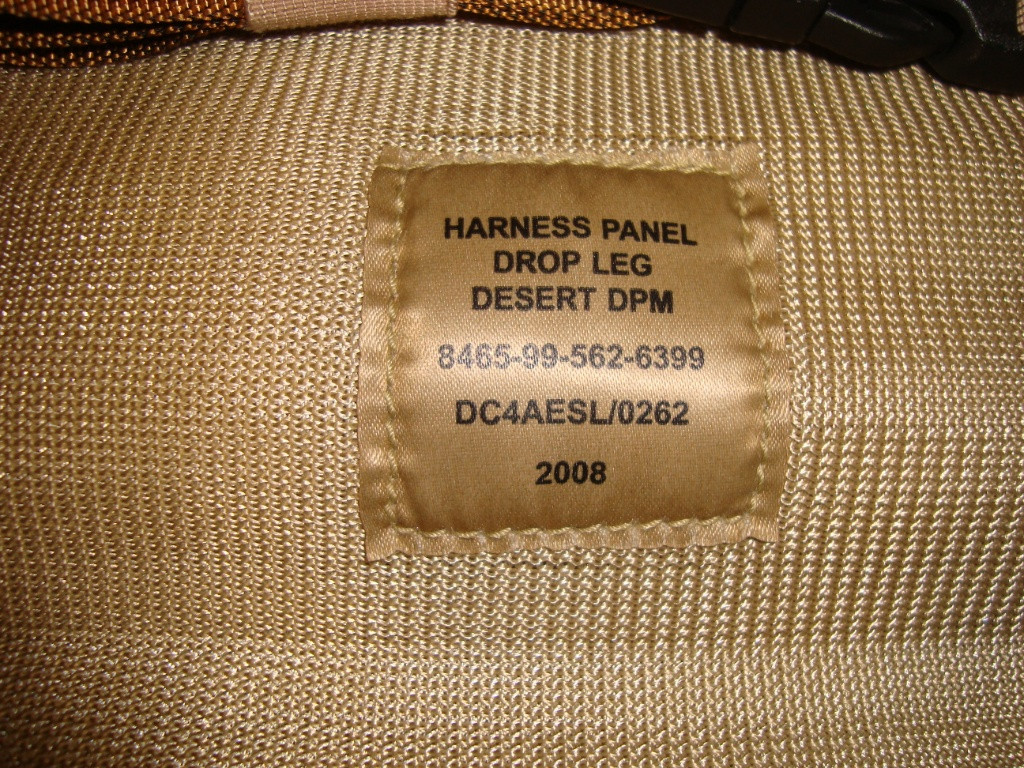 HARNESS PANEL
DROP LEG
DESERT DPM
8465-99-562-6399
DC4AESL/0262
2008